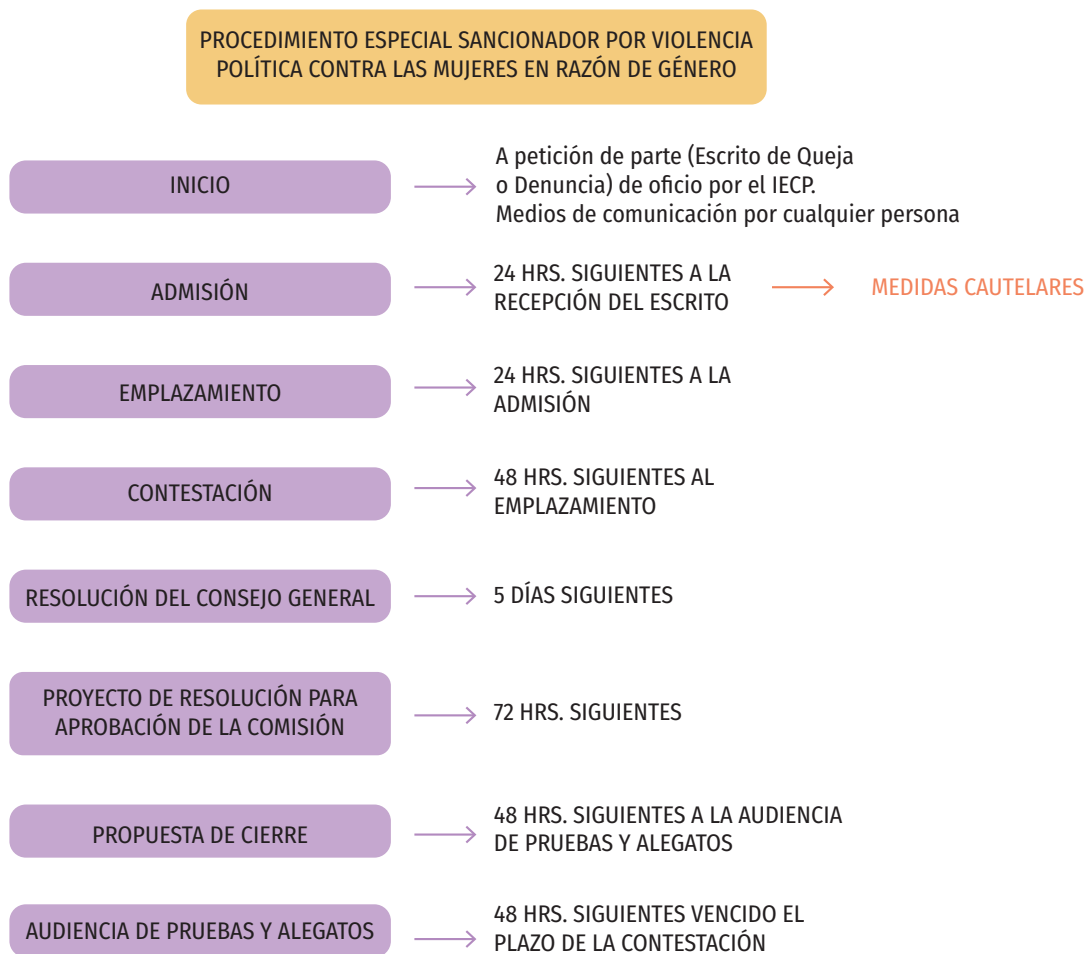 PROCEDIMIENTO ESPECIAL SANCIONADOR POR VIOLENCIA
POLÍTICA CONTRA LAS MUJERES EN RAZÓN DE GÉNERO
INICIO
A petición de parte (Escrito de Queja
o Denuncia) de oficio por el IECP.
Medios de comunicación por cualquier persona
ADMISIÓN
24 HRS. SIGUIENTES A LA
RECEPCIÓN DEL ESCRITO
MEDIDAS CAUTELARES
EMPLAZAMIENTO
24 HRS. SIGUIENTES A LA
ADMISIÓN
CONTESTACIÓN
48 HRS. SIGUIENTES AL
EMPLAZAMIENTO
RESOLUCIÓN DEL CONSEJO GENERAL
5 DÍAS SIGUIENTES
PROYECTO DE RESOLUCIÓN PARA
APROBACIÓN DE LA COMISIÓN
72 HRS. SIGUIENTES
PROPUESTA DE CIERRE
48 HRS. SIGUIENTES A LA AUDIENCIA
DE PRUEBAS Y ALEGATOS
AUDIENCIA DE PRUEBAS Y ALEGATOS
48 HRS. SIGUIENTES VENCIDO EL
PLAZO DE LA CONTESTACIÓN